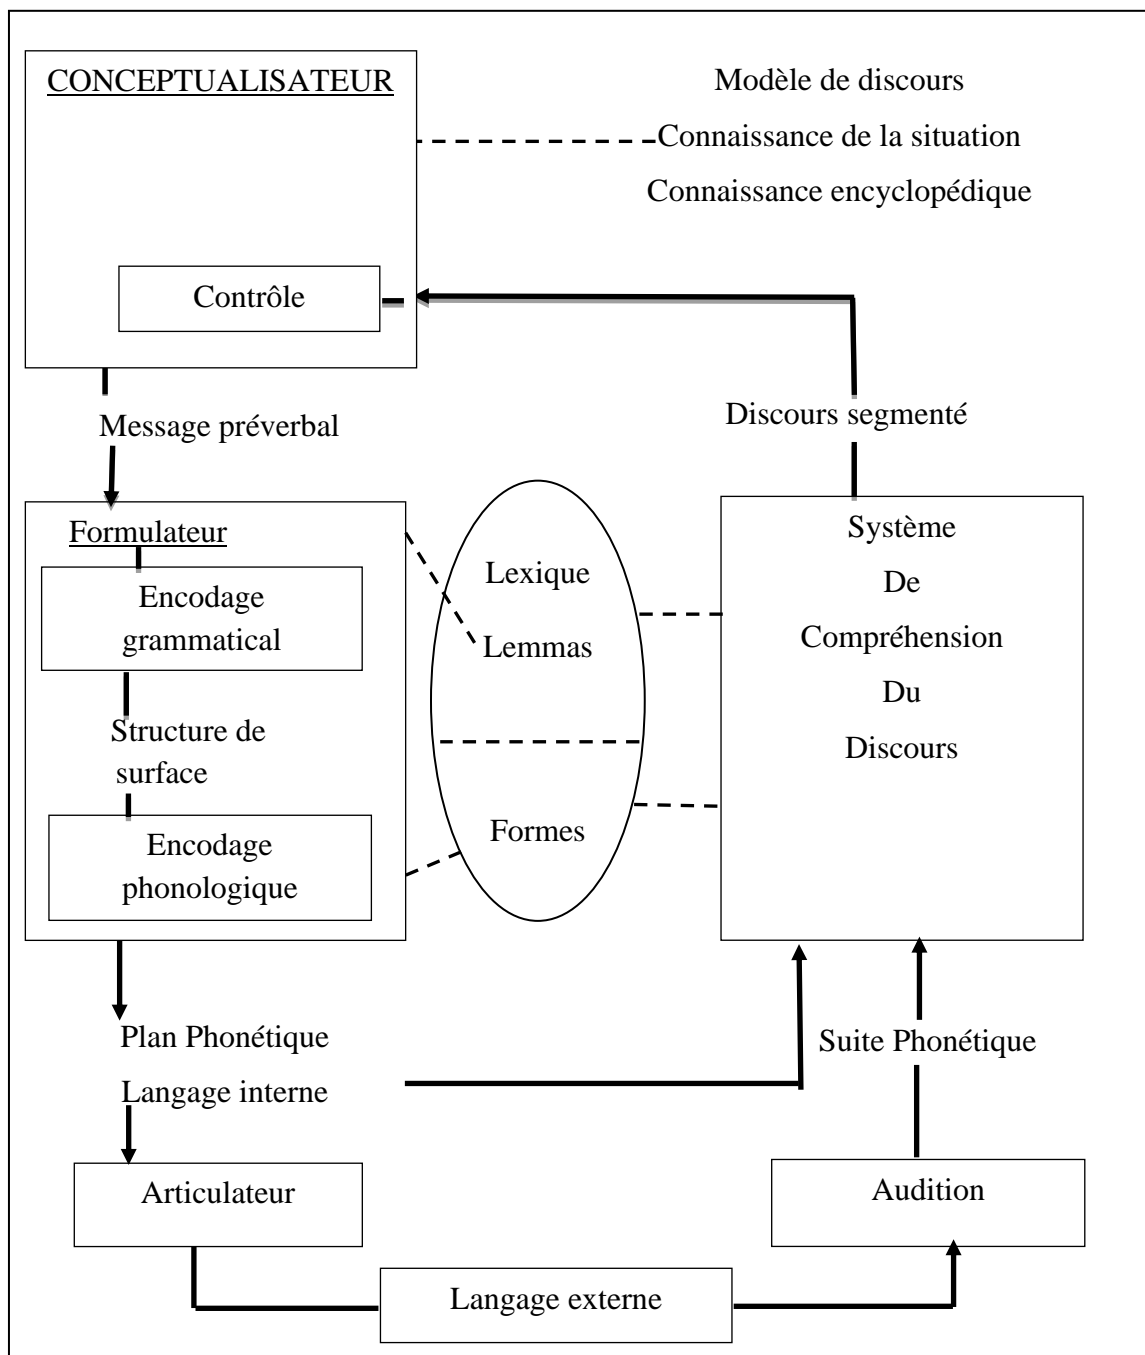 CONCEPTUALISATEUR
Modèle de discours
Connaissance de la situation
Connaissance encyclopédique
Contrôle
Message préverbal
Discours segmenté
Formulateur
Encodage
grammatical
Structure de
surface
Encodage
phonologique
Lexique
Lemmas
Formes
Système
De
Compréhension
Du
Discours
Plan Phonétique
Langage interne
Suite Phonétique
Articulateur
Audition
Langage externe